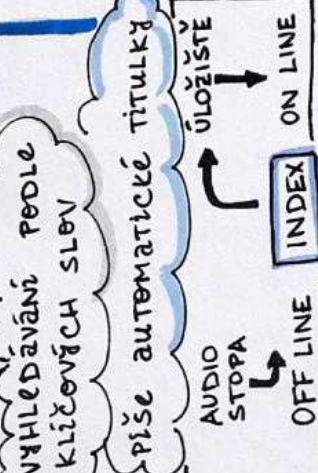 VYHLEDÁVÁNÍ PODLE
KLÍČOVÝCH SLOV
PÍŠE AUTOMATICKÉ TITULKY
AUDIO
STOPA
ÚLOŽIŠTĚ
OFF LINE
INDEX
ON LINE